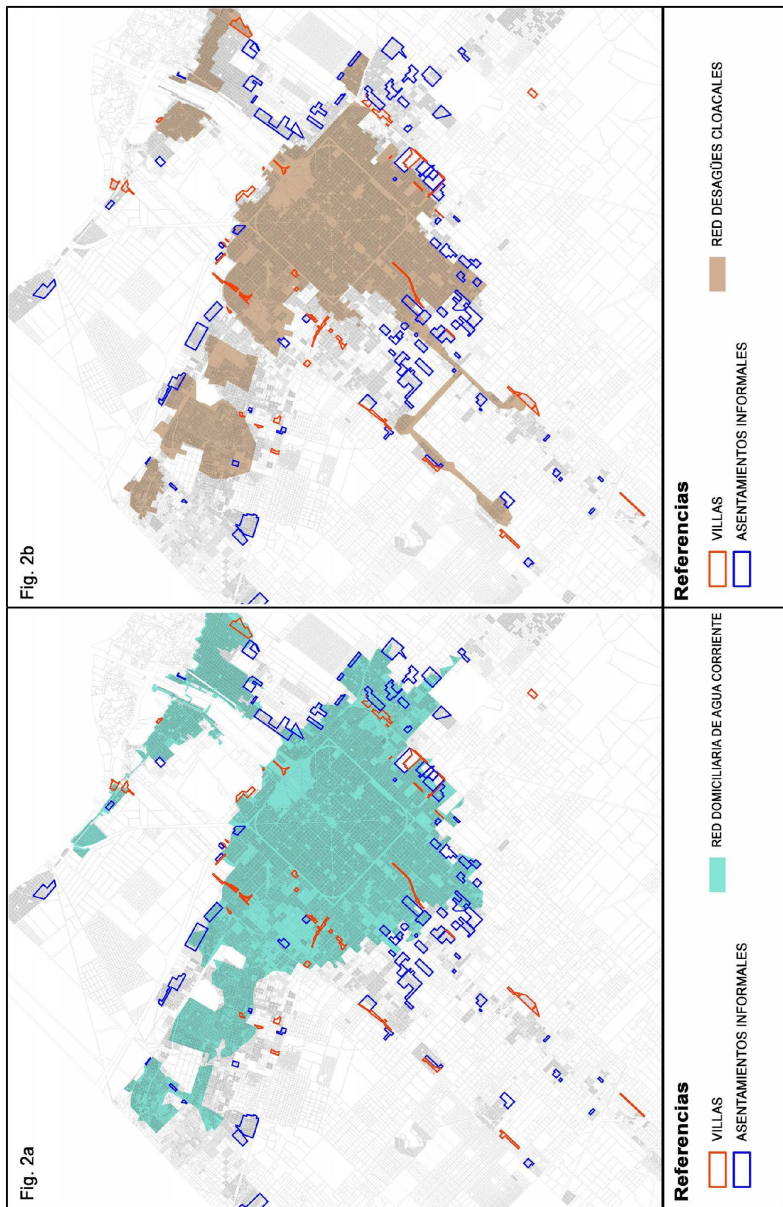 Fig. 2a
Referencias
VILLAS
ASENTAMIENTOS INFORMALES
RED DOMICILIARIA DE AGUA CORRIENTE
Fig. 2b
Referencias
VILLAS
ASENTAMIENTOS INFORMALES
RED DESAGÜES CLOACALES